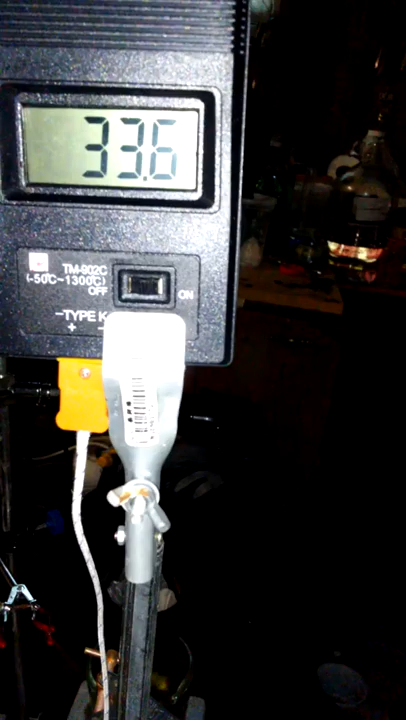 33.6
TM-902C
(-50℃~1300℃)
OFF
ON
-TYPE K-
+ -